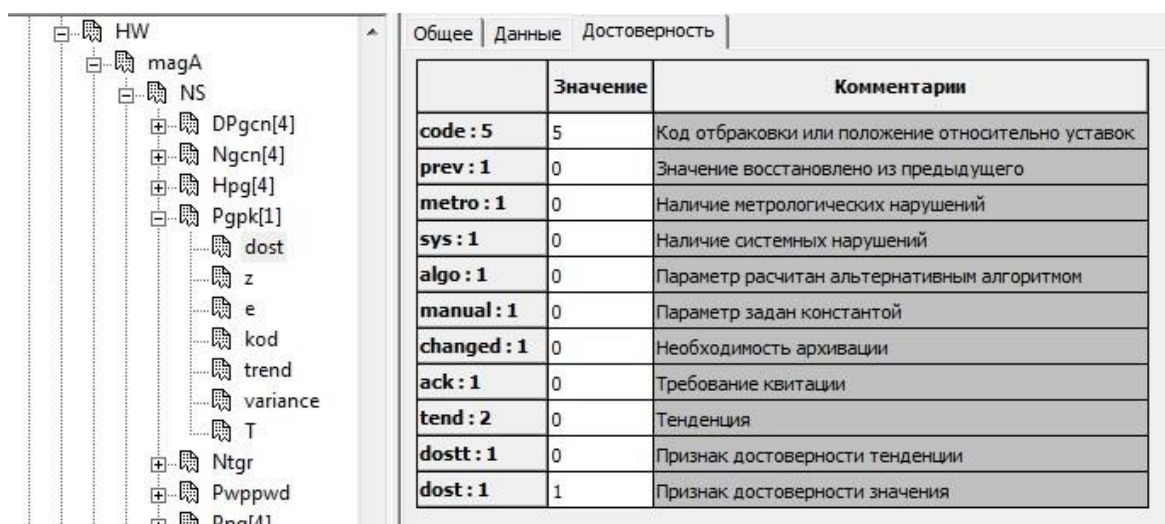 HW
magA
NS
DPgcn[4]
Ngcn[4]
Hpg[4]
Pgpk[1]
dost
z
e
kod
trend
variance
T
Ntgr
Pwppwd
Общее Данные Достоверность
Значение Комментарии
code : 5 5 Код отбраковки или положение относительно уставок
prev : 1 0 Значение восстановлено из предыдущего
metro : 1 0 Наличие метрологических нарушений
sys : 1 0 Наличие системных нарушений
algo : 1 0 Параметр расчитан альтернативным алгоритмом
manual : 1 0 Параметр задан константой
changed : 1 0 Необходимость архивации
ack : 1 0 Требование квитации
tend : 2 0 Тенденция
dostt : 1 0 Признак достоверности тенденции
dost : 1 1 Признак достоверности значения